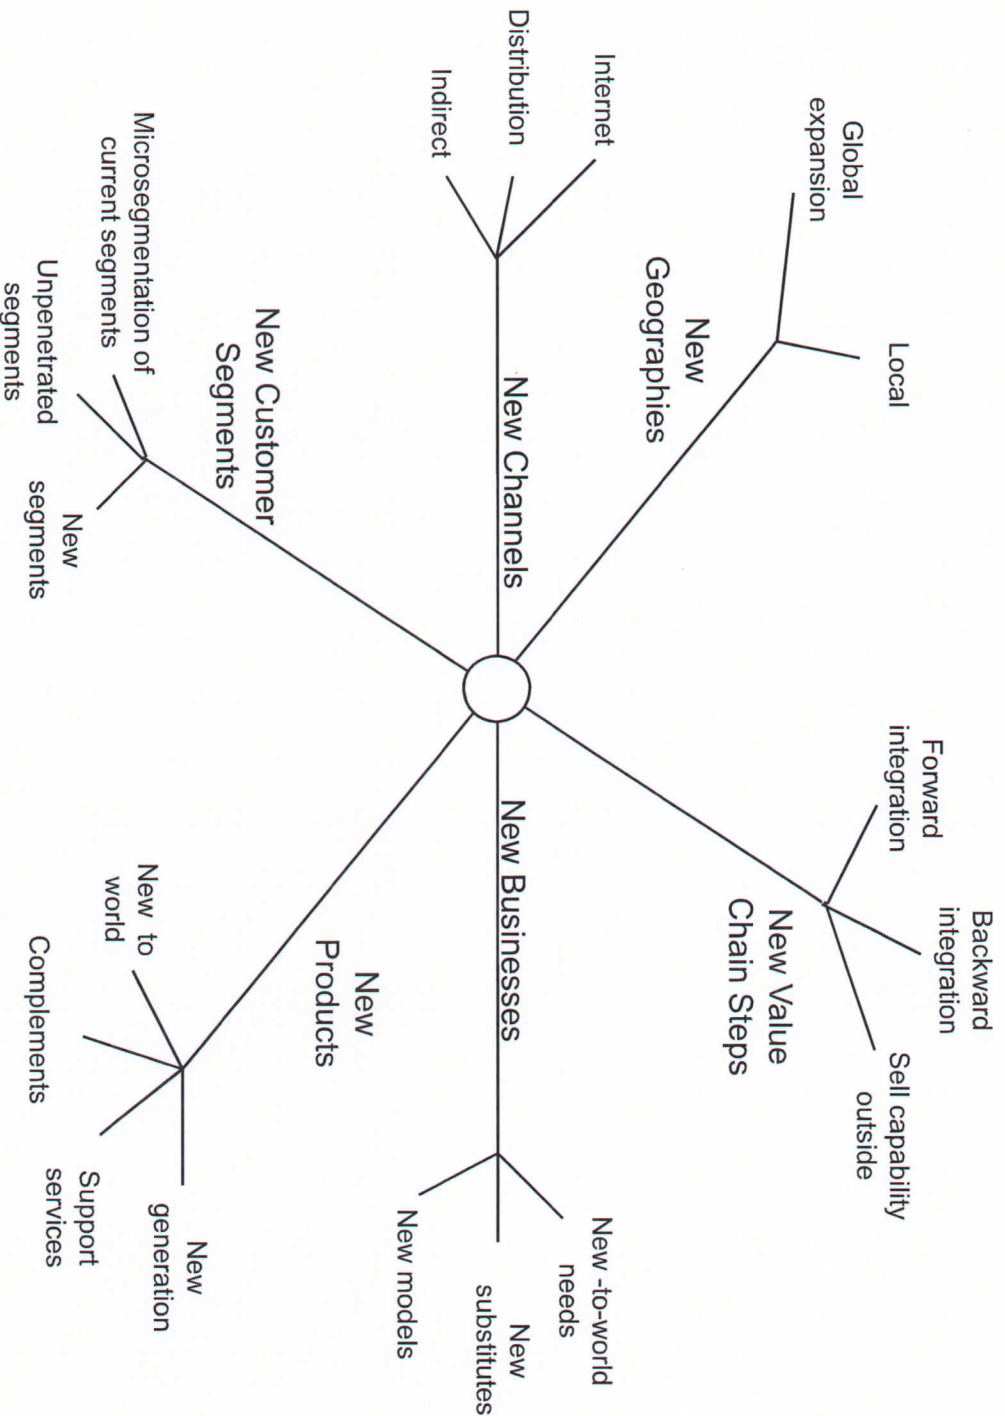 Global
expansion
Local
New
Geographies
Forward
integration
Backward
integration
Sell capability
outside
New Value
Chain Steps
Internet
Distribution
Indirect
New Channels
New Businesses
New -to-world
needs
New
substitutes
New models
New Customer
Segments
Microsegmentation of
current segments
Unpenetrated
segments
New
segments
New
Products
New to
world
Complements
Support
services
New
generation